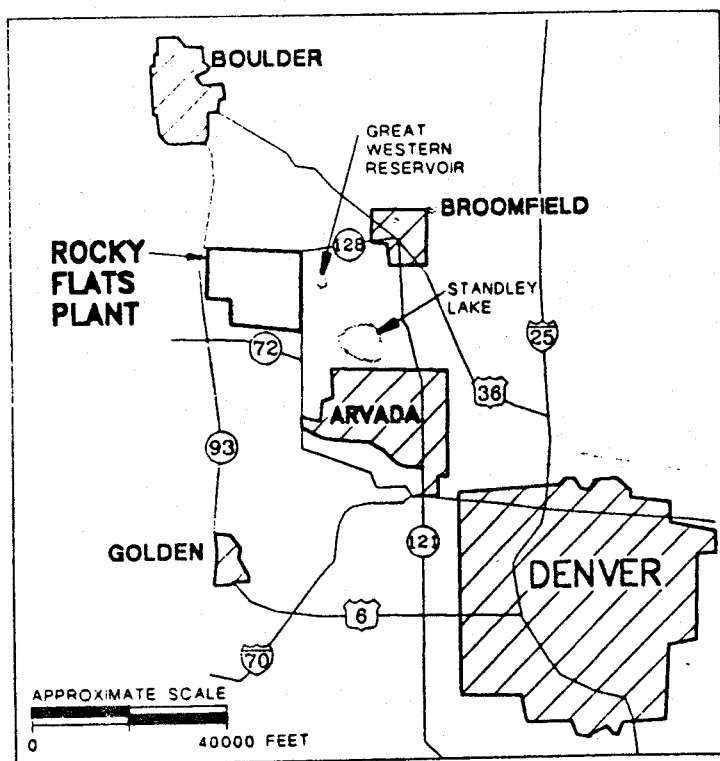 BOULDER
GREAT
WESTERN
RESERVOIR
BROOMFIELD
128
ROCKY
FLATS
PLANT
STANDLEY
LAKE
72
25
36
ARVADA
93
GOLDEN
121
DENVER
6
70
APPROXIMATE SCALE
0
40000 FEET